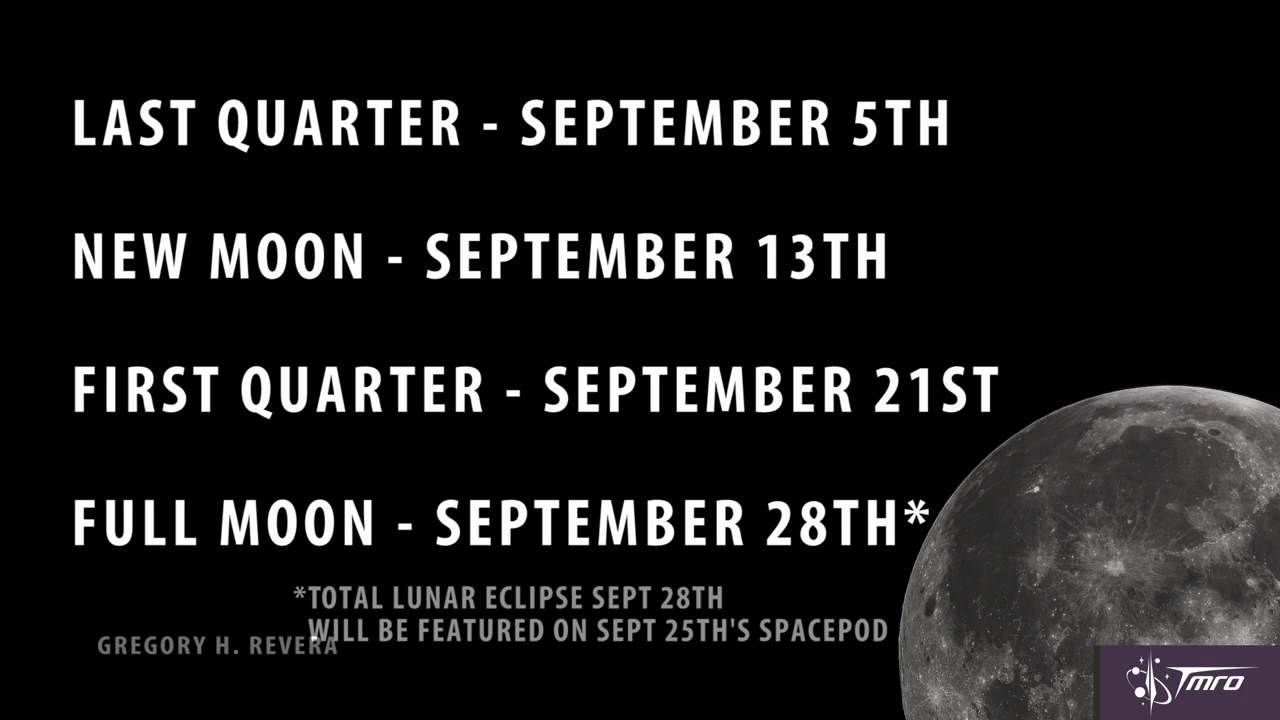 LAST QUARTER - SEPTEMBER 5TH
NEW MOON - SEPTEMBER 13TH
FIRST QUARTER - SEPTEMBER 21ST
FULL MOON - SEPTEMBER 28TH*
*TOTAL LUNAR ECLIPSE SEPT 28TH
WILL BE FEATURED ON SEPT 25TH'S SPACEPOD
GREGORY H. REVERA
Tmro